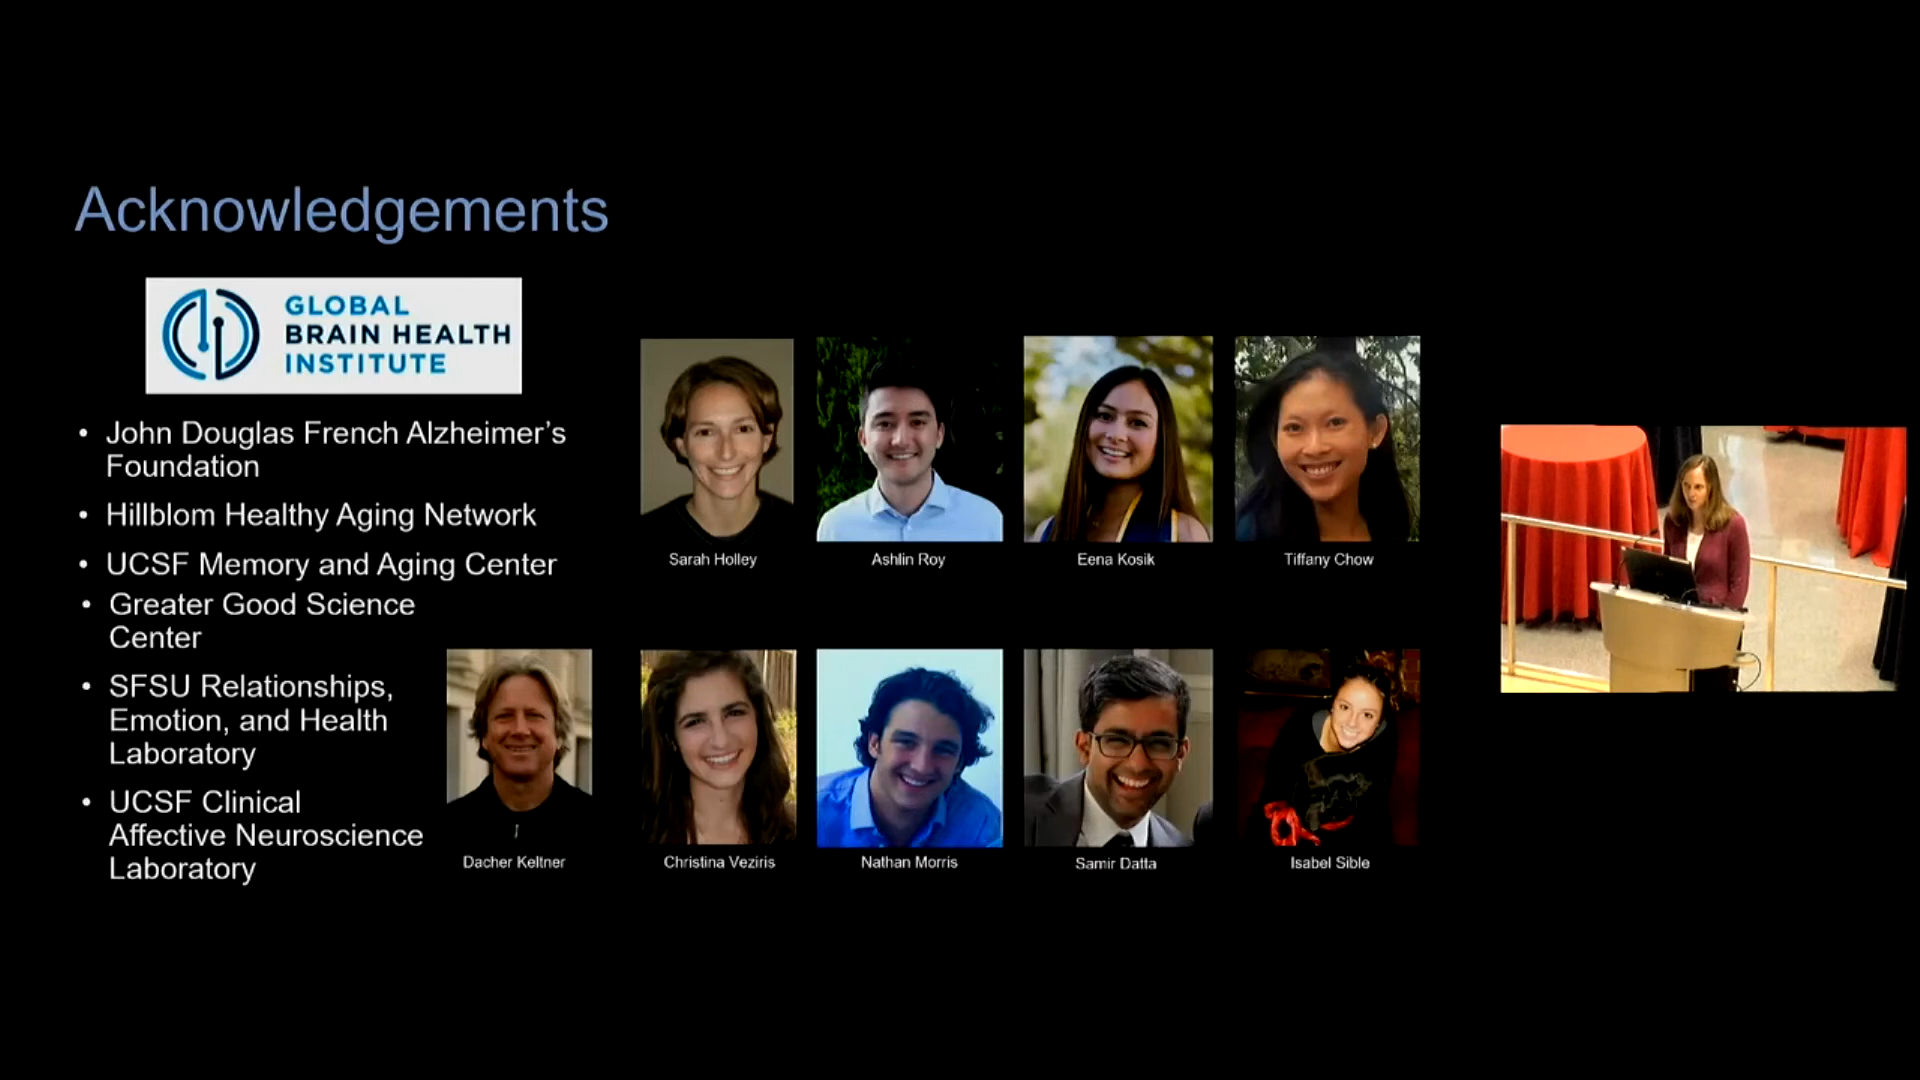 Acknowledgements
GLOBAL
BRAIN HEALTH
INSTITUTE
• John Douglas French Alzheimer’s
Foundation
• Hillblom Healthy Aging Network
• UCSF Memory and Aging Center
• Greater Good Science
Center
• SFSU Relationships,
Emotion, and Health
Laboratory
• UCSF Clinical
Affective Neuroscience
Laboratory
Sarah Holley
Ashlin Roy
Eena Kosik
Tiffany Chow
Dacher Keltner
Christina Veziris
Nathan Morris
Samir Datta
Isabel Sible